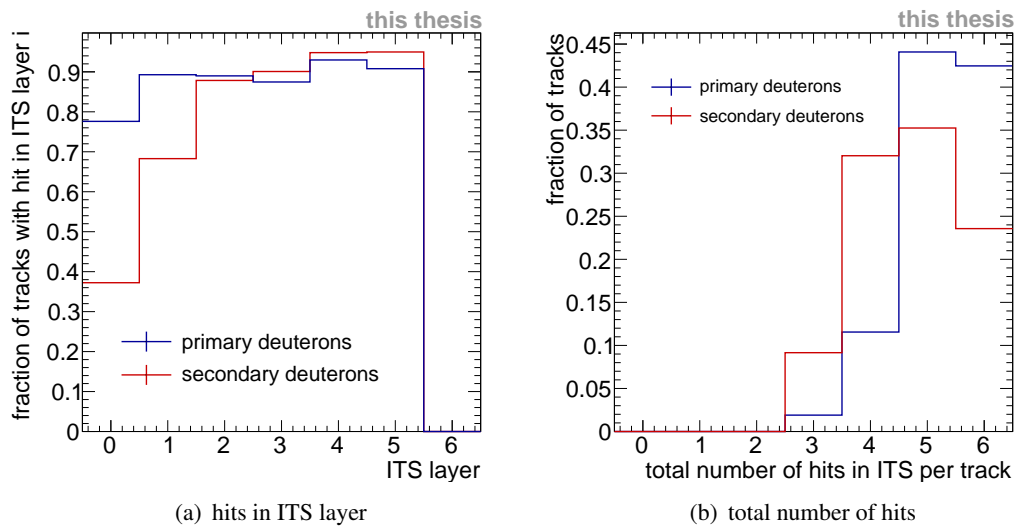 this thesis
fraction of tracks with hit in ITS layer i
0.9
0.8
0.7
0.6
0.5
0.4
0.3
0.2
0.1
0
primary deuterons
secondary deuterons
0 1 2 3 4 5 6
ITS layer
(a) hits in ITS layer
this thesis
fraction of tracks
0.45
0.4
0.35
0.3
0.25
0.2
0.15
0.1
0.05
0
primary deuterons
secondary deuterons
0 1 2 3 4 5 6
total number of hits in ITS per track
(b) total number of hits